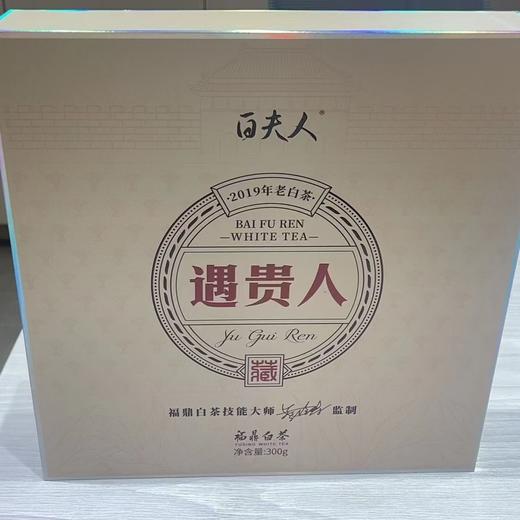 百夫人®
·2019年老白茶·
BAI FU REN
—WHITE TEA—
遇贵人
Yu Gui Ren
藏
福鼎白茶技能大师 监制
福鼎白茶
FUDING WHITE TEA
净含量:300g